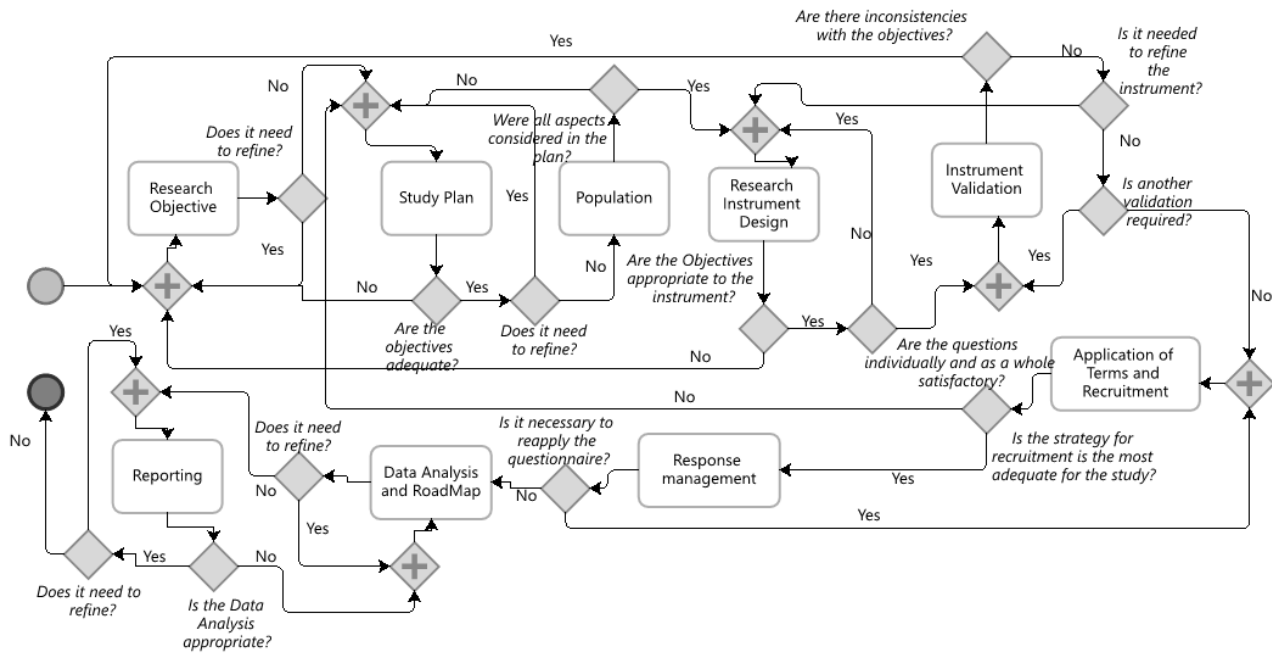 Are there inconsistencies
with the objectives?
Is it needed
to refine
the
instrument?
Yes
No
No
No
Yes
Does it need
to refine?
Were all aspects
considered in the
plan?
Yes
Research
Objective
Study Plan
Yes
Population
Research
Instrument
Design
No
Instrument
Validation
No
Is another
validation
required?
Yes
No
Are the Objectives
appropriate to the
instrument?
Yes
Yes
No
Yes
Yes
No
Are the
objectives
adequate?
Does it need
to refine?
No
Are the questions
individually and as a whole
satisfactory?
Application of
Terms and
Recruitment
Yes
No
No
Does it need
to refine?
Is it necessary to
reapply the
questionnaire?
Is the strategy for
recruitment is the most
adequate for the study?
No
Reporting
No
Data Analysis
and RoadMap
No
Response
management
Yes
Yes
Yes
Yes
No
Does it need to
refine?
Is the Data
Analysis
appropriate?